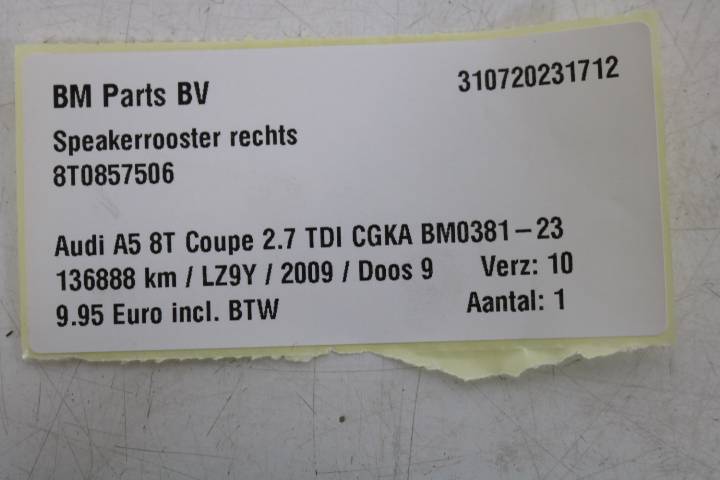 BM Parts BV 310720231712
Speakerrooster rechts
8T0857506
Audi A5 8T Coupe 2.7 TDI CGKA BM0381-23
136888 km / LZ9Y / 2009 / Doos 9 Verz: 10
9.95 Euro incl. BTW Aantal: 1